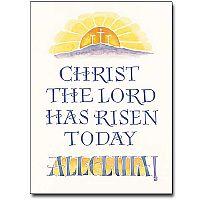 CHRIST
THE LORD
HAS RISEN
TODAY
ALLELUIA!